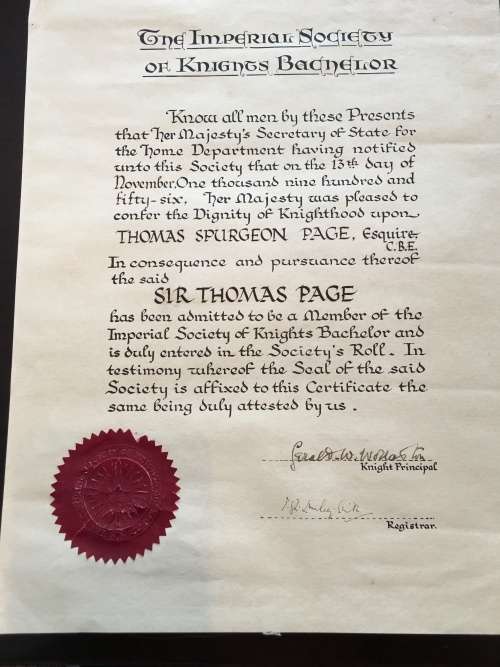 The Imperial Society
of Knights Bachelor
Know all men by these Presents
that Her Majesty's Secretary of State for
the Home Department having notified
unto this Society that on the 13th day of
November, One thousand nine hundred and
fifty-six, Her Majesty was pleased to
confer the Dignity of Knighthood upon
THOMAS SPURGEON PAGE, Esquire,
C.B.E.
In consequence and pursuance thereof
the said
SIR THOMAS PAGE
has been admitted to be a Member of the
Imperial Society of Knights Bachelor and
is duly entered in the Society's Roll. In
testimony whereof the Seal of the said
Society is affixed to this Certificate the
same being duly attested by us.
Gerald W. Wollaston
Knight Principal
Registrar.